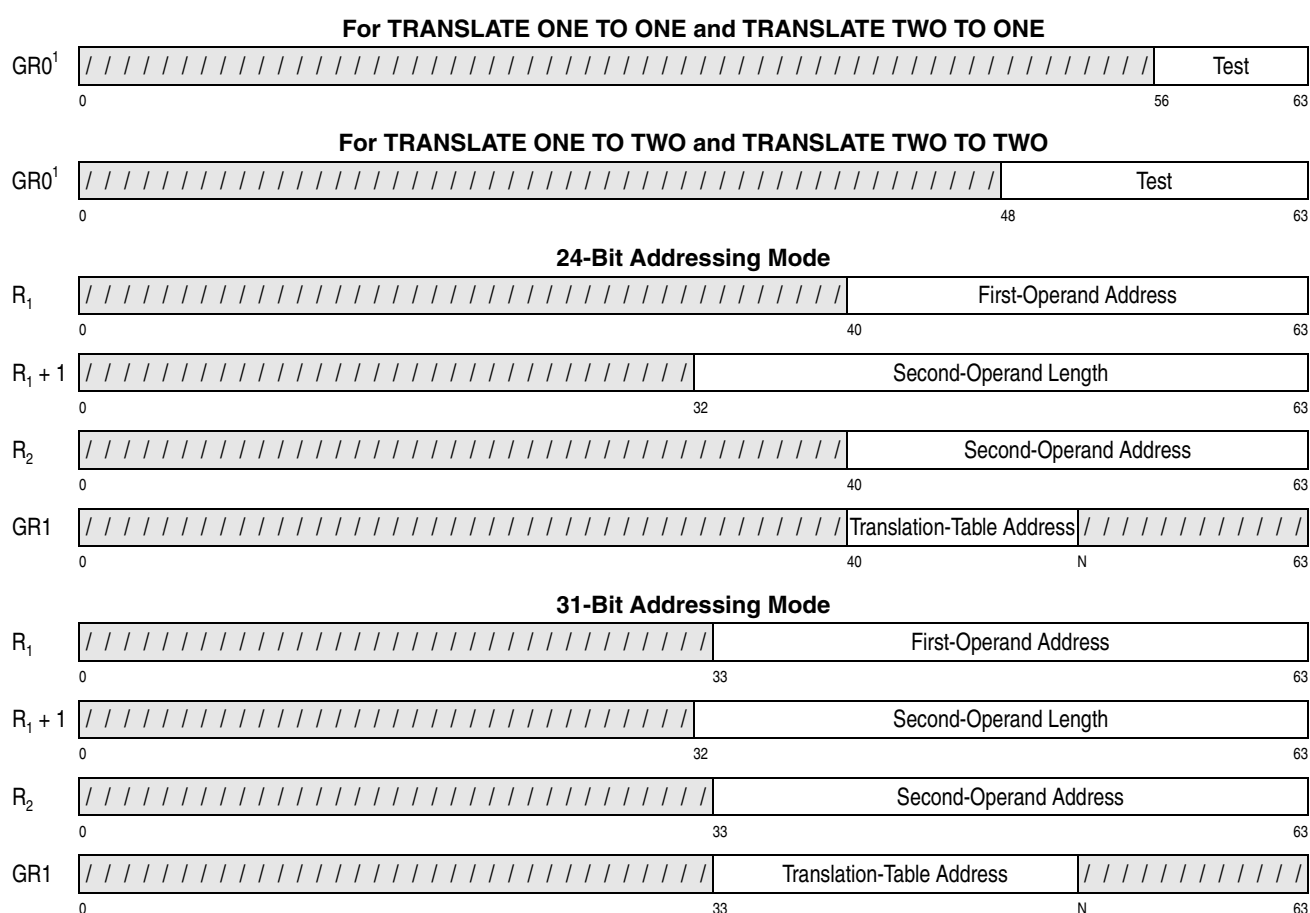 For TRANSLATE ONE TO ONE and TRANSLATE TWO TO ONE
GR0¹ / / / / / / / / / / / / / / / / / / / / / / / / / / / / / / / / / / / / / / / / / / / / / / / / / / / / / / / / Test
0 56 63
For TRANSLATE ONE TO TWO and TRANSLATE TWO TO TWO
GR0¹ / / / / / / / / / / / / / / / / / / / / / / / / / / / / / / / / / / / / / / / / / / / / / / / / Test
0 48 63
24-Bit Addressing Mode
R₁ / / / / / / / / / / / / / / / / / / / / / / / / / / / / / / / / / / / / / / / / First-Operand Address
0 40 63
R₁ + 1 / / / / / / / / / / / / / / / / / / / / / / / / / / / / / / / / Second-Operand Length
0 32 63
R₂ / / / / / / / / / / / / / / / / / / / / / / / / / / / / / / / / / / / / / / / / Second-Operand Address
0 40 63
GR1 / / / / / / / / / / / / / / / / / / / / / / / / / / / / / / / / / / / / / / / / Translation-Table Address / / / / / / / / / / / /
0 40 N 63
31-Bit Addressing Mode
R₁ / / / / / / / / / / / / / / / / / / / / / / / / / / / / / / / / / First-Operand Address
0 33 63
R₁ + 1 / / / / / / / / / / / / / / / / / / / / / / / / / / / / / / / / Second-Operand Length
0 32 63
R₂ / / / / / / / / / / / / / / / / / / / / / / / / / / / / / / / / / Second-Operand Address
0 33 63
GR1 / / / / / / / / / / / / / / / / / / / / / / / / / / / / / / / / / Translation-Table Address / / / / / / / / / / / /
0 33 N 63